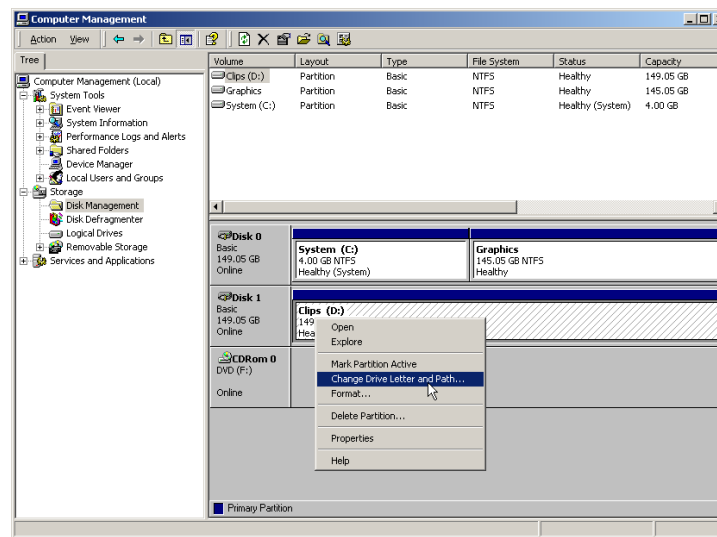 Computer Management
Action View
Tree
Computer Management (Local)
System Tools
Event Viewer
System Information
Performance Logs and Alerts
Shared Folders
Device Manager
Local Users and Groups
Storage
Disk Management
Disk Defragmenter
Logical Drives
Removable Storage
Services and Applications
Volume Layout Type File System Status Capacity
Clips (D:) Partition Basic NTFS Healthy 149.05 GB
Graphics Partition Basic NTFS Healthy 145.05 GB
System (C:) Partition Basic NTFS Healthy (System) 4.00 GB
Disk 0
Basic
149.05 GB
Online
System (C:)
4.00 GB NTFS
Healthy (System)
Graphics
145.05 GB NTFS
Healthy
Disk 1
Basic
149.05 GB
Online
Clips (D:)
149
Hea
Open
Explore
Mark Partition Active
Change Drive Letter and Path...
Format...
Delete Partition...
Properties
Help
CDRom 0
DVD (F:)
Online
Primary Partition